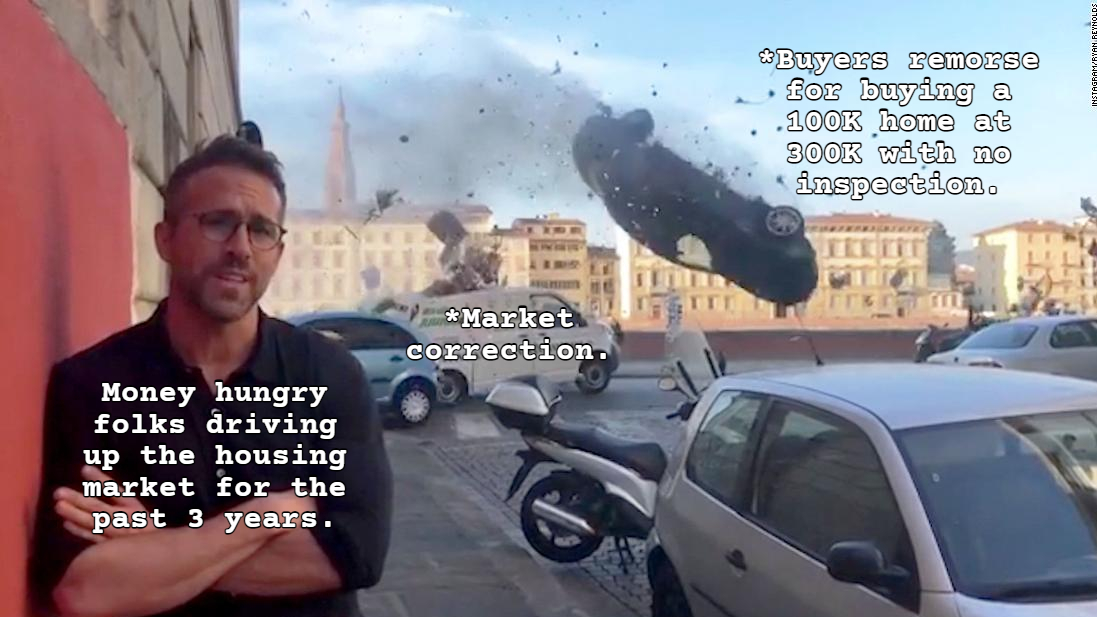 *Buyers remorse
for buying a
100K home at
300K with no
inspection.
*Market
correction.
Money hungry
folks driving
up the housing
market for the
past 3 years.
INSTAGRAM/RYAN REYNOLDS